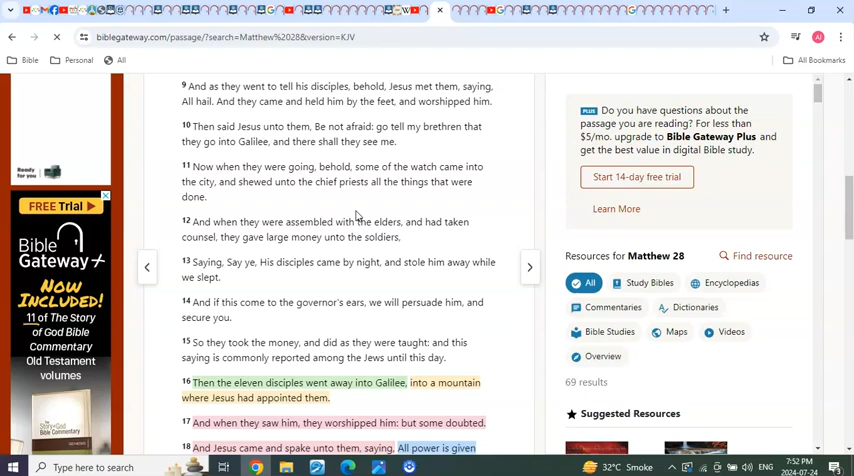 biblegateway.com/passage/?search=Matthew%2028&version=KJV
Bible
Personal
All
All Bookmarks
9 And as they went to tell his disciples, behold, Jesus met them, saying,
All hail. And they came and held him by the feet, and worshipped him.
10 Then said Jesus unto them, Be not afraid: go tell my brethren that
they go into Galilee, and there shall they see me.
11 Now when they were going, behold, some of the watch came into
the city, and shewed unto the chief priests all the things that were
done.
12 And when they were assembled with the elders, and had taken
counsel, they gave large money unto the soldiers,
13 Saying, Say ye, His disciples came by night, and stole him away while
we slept.
14 And if this come to the governor's ears, we will persuade him, and
secure you.
15 So they took the money, and did as they were taught: and this
saying is commonly reported among the Jews until this day.
16 Then the eleven disciples went away into Galilee, into a mountain
where Jesus had appointed them.
17 And when they saw him, they worshipped him: but some doubted.
18 And Jesus came and spake unto them, saying, All power is given
Ready for
you
FREE Trial
Bible
Gateway+
NOW
INCLUDED!
11 of The Story
of God Bible
Commentary
Old Testament
volumes
PLUS Do you have questions about the
passage you are reading? For less than
$5/mo. upgrade to Bible Gateway Plus and
get the best value in digital Bible study.
Start 14-day free trial
Learn More
Resources for Matthew 28
Find resource
All
Study Bibles
Encyclopedias
Commentaries
Dictionaries
Bible Studies
Maps
Videos
Overview
69 results
Suggested Resources
Type here to search
32°C Smoke
ENG
7:52 PM
2024-07-24